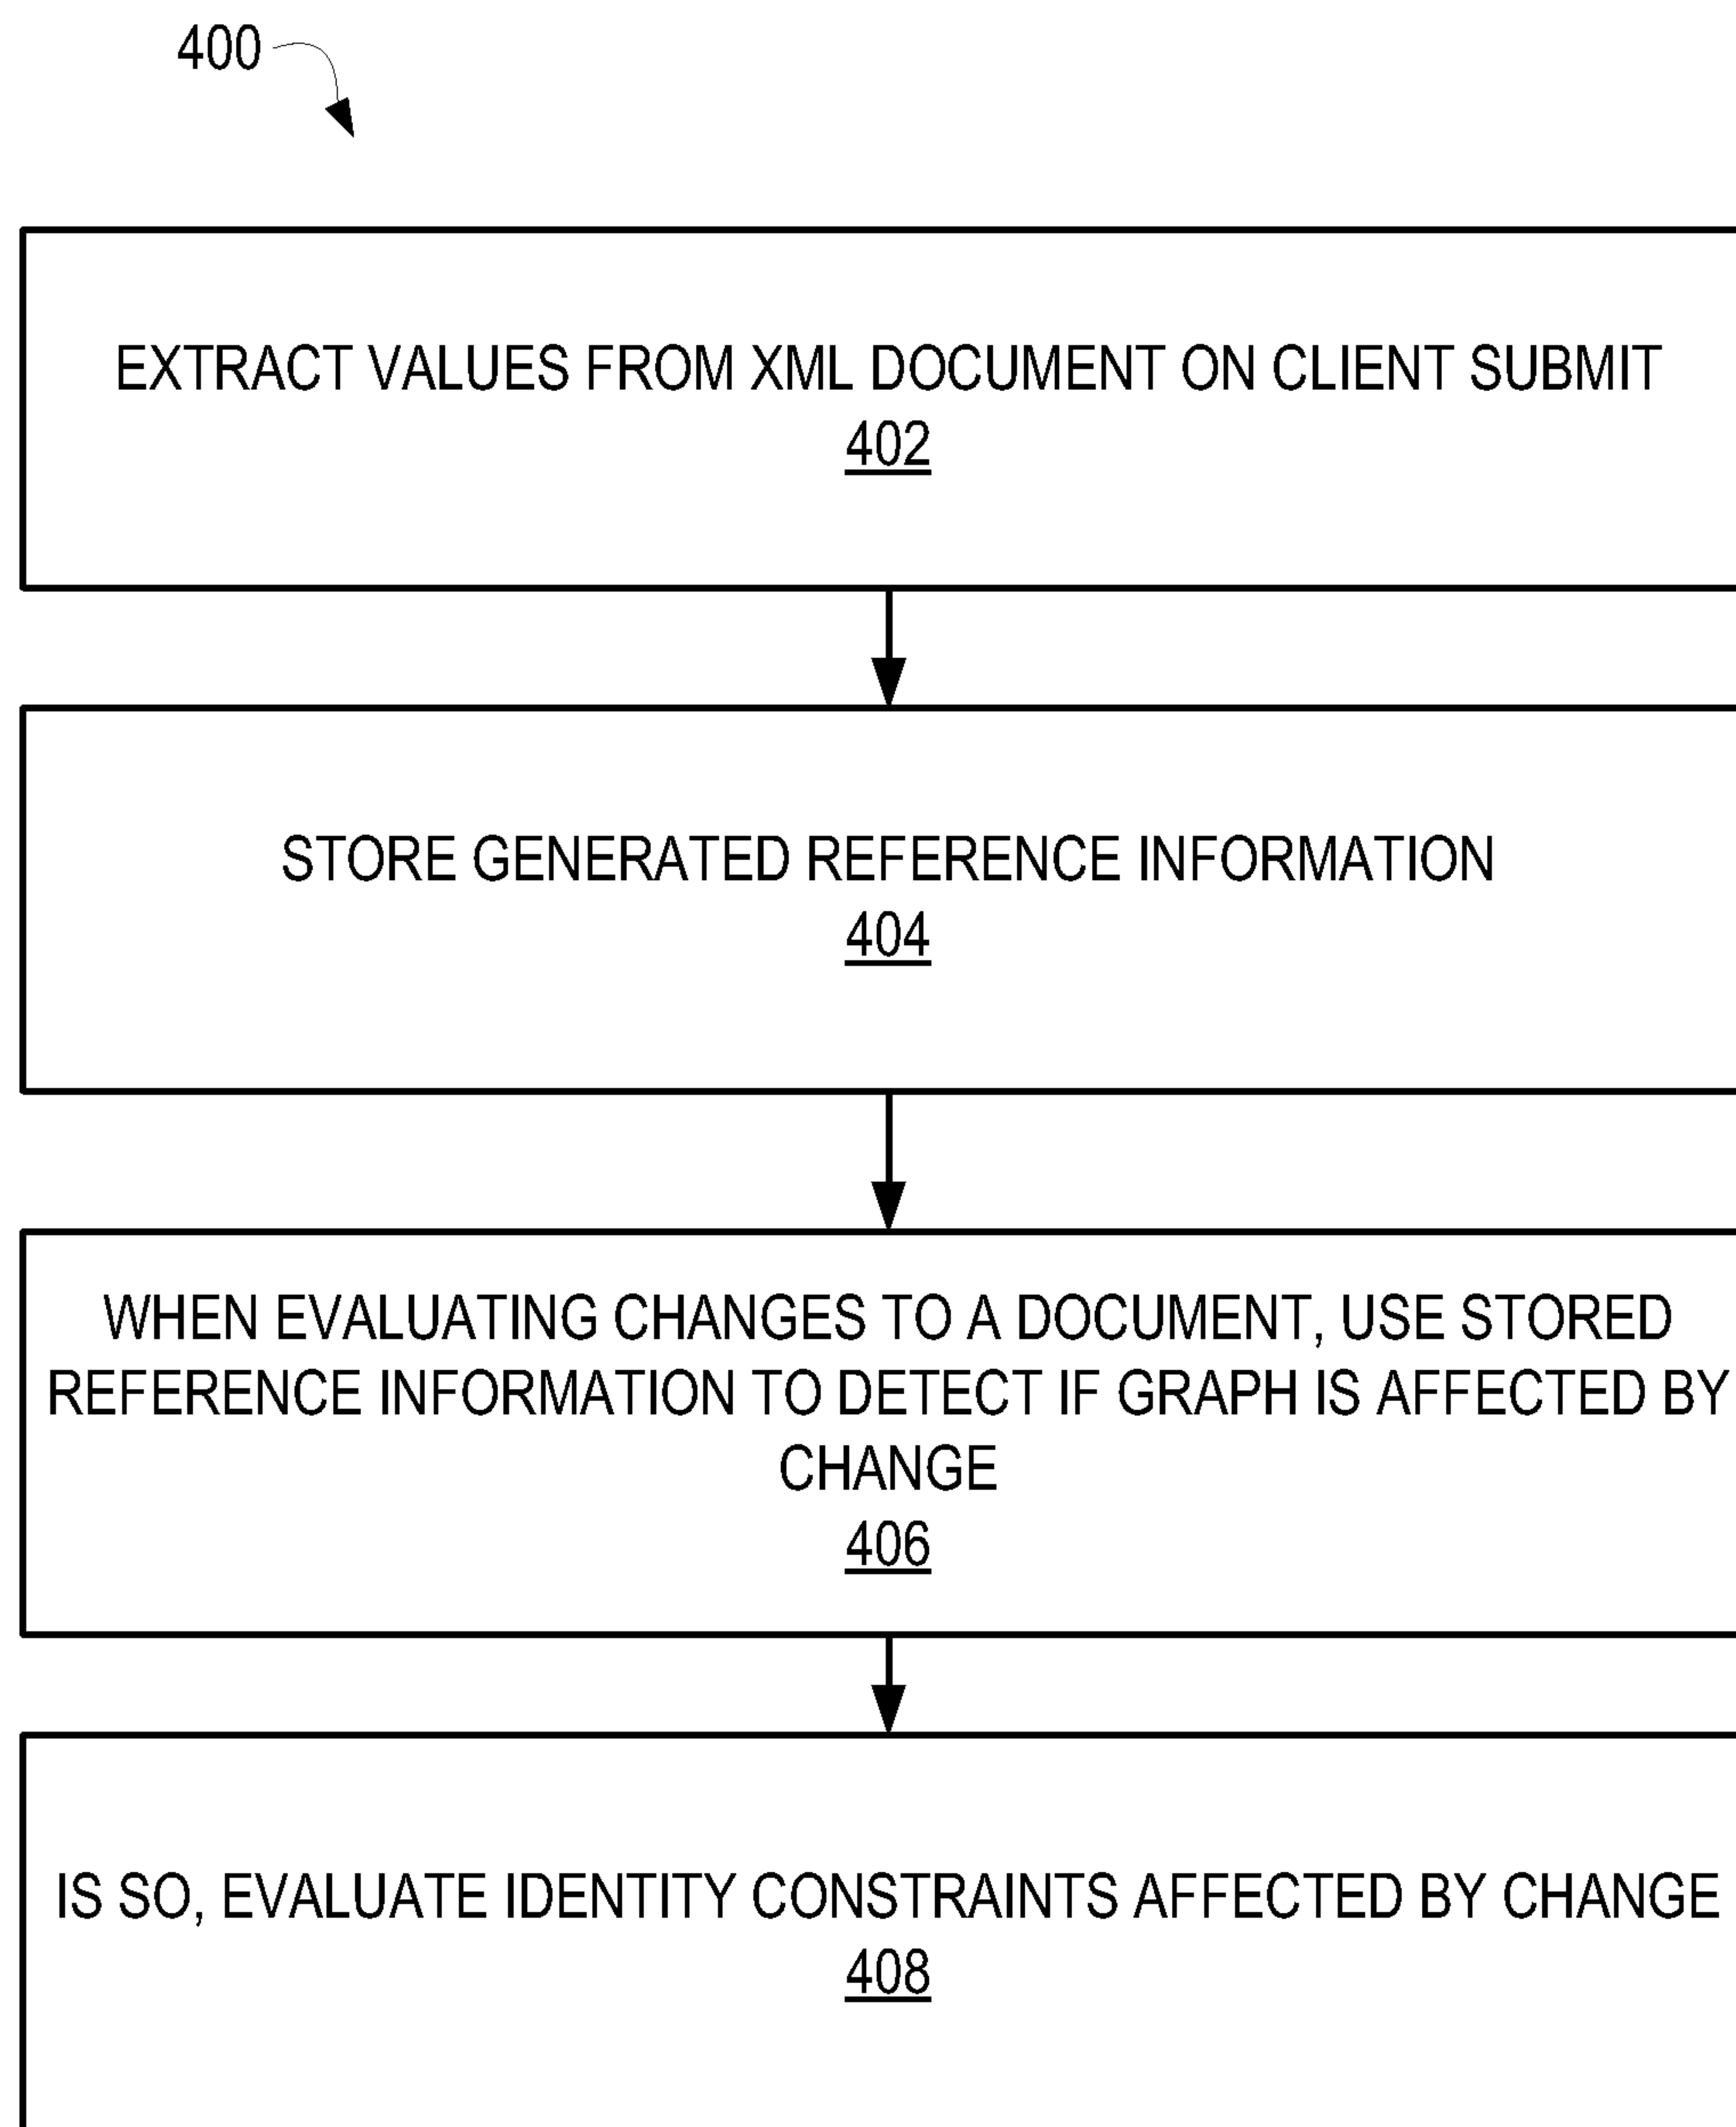 400
EXTRACT VALUES FROM XML DOCUMENT ON CLIENT SUBMIT
402
STORE GENERATED REFERENCE INFORMATION
404
WHEN EVALUATING CHANGES TO A DOCUMENT, USE STORED
REFERENCE INFORMATION TO DETECT IF GRAPH IS AFFECTED BY
CHANGE
406
IS SO, EVALUATE IDENTITY CONSTRAINTS AFFECTED BY CHANGE
408